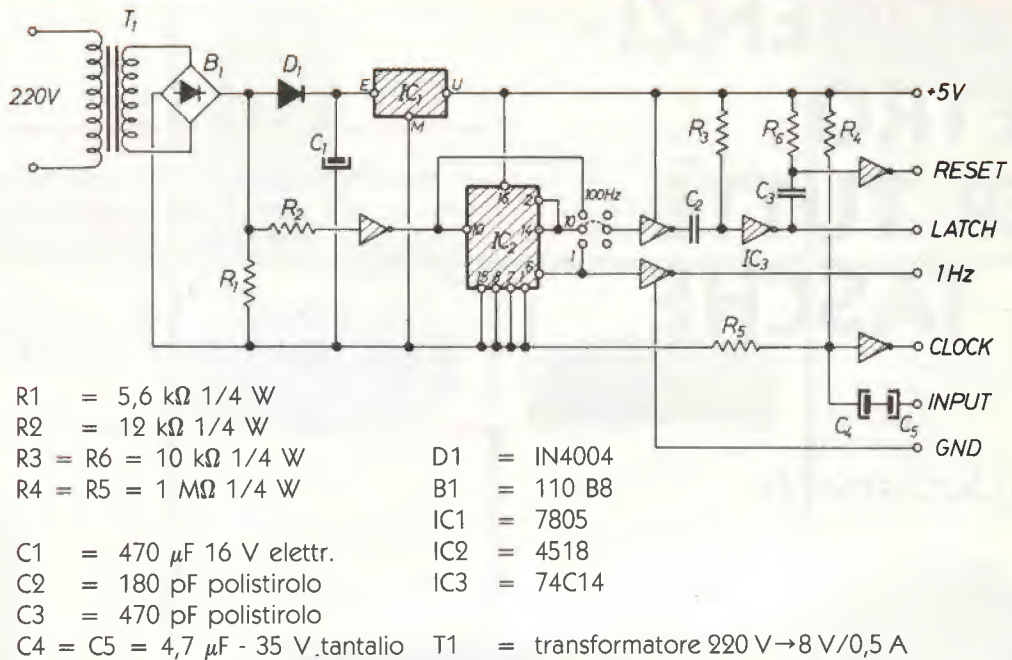 T1
B1
D1
220V
E
IC1
U
M
+5V
C1
R3
R6
R4
RESET
R2
16
2
100Hz
C2
C3
10
14
10
IC2
LATCH
IC3
6
1
1Hz
R1
15
8
7
1
R5
CLOCK
INPUT
C4
C5
GND
R1 = 5,6 kΩ 1/4 W
R2 = 12 kΩ 1/4 W
R3 = R6 = 10 kΩ 1/4 W
R4 = R5 = 1 MΩ 1/4 W
C1 = 470 µF 16 V elettr.
C2 = 180 pF polistirolo
C3 = 470 pF polistirolo
C4 = C5 = 4,7 µF - 35 V tantalio
D1 = IN4004
B1 = 110 B8
IC1 = 7805
IC2 = 4518
IC3 = 74C14
T1 = transformatore 220 V→8 V/0,5 A